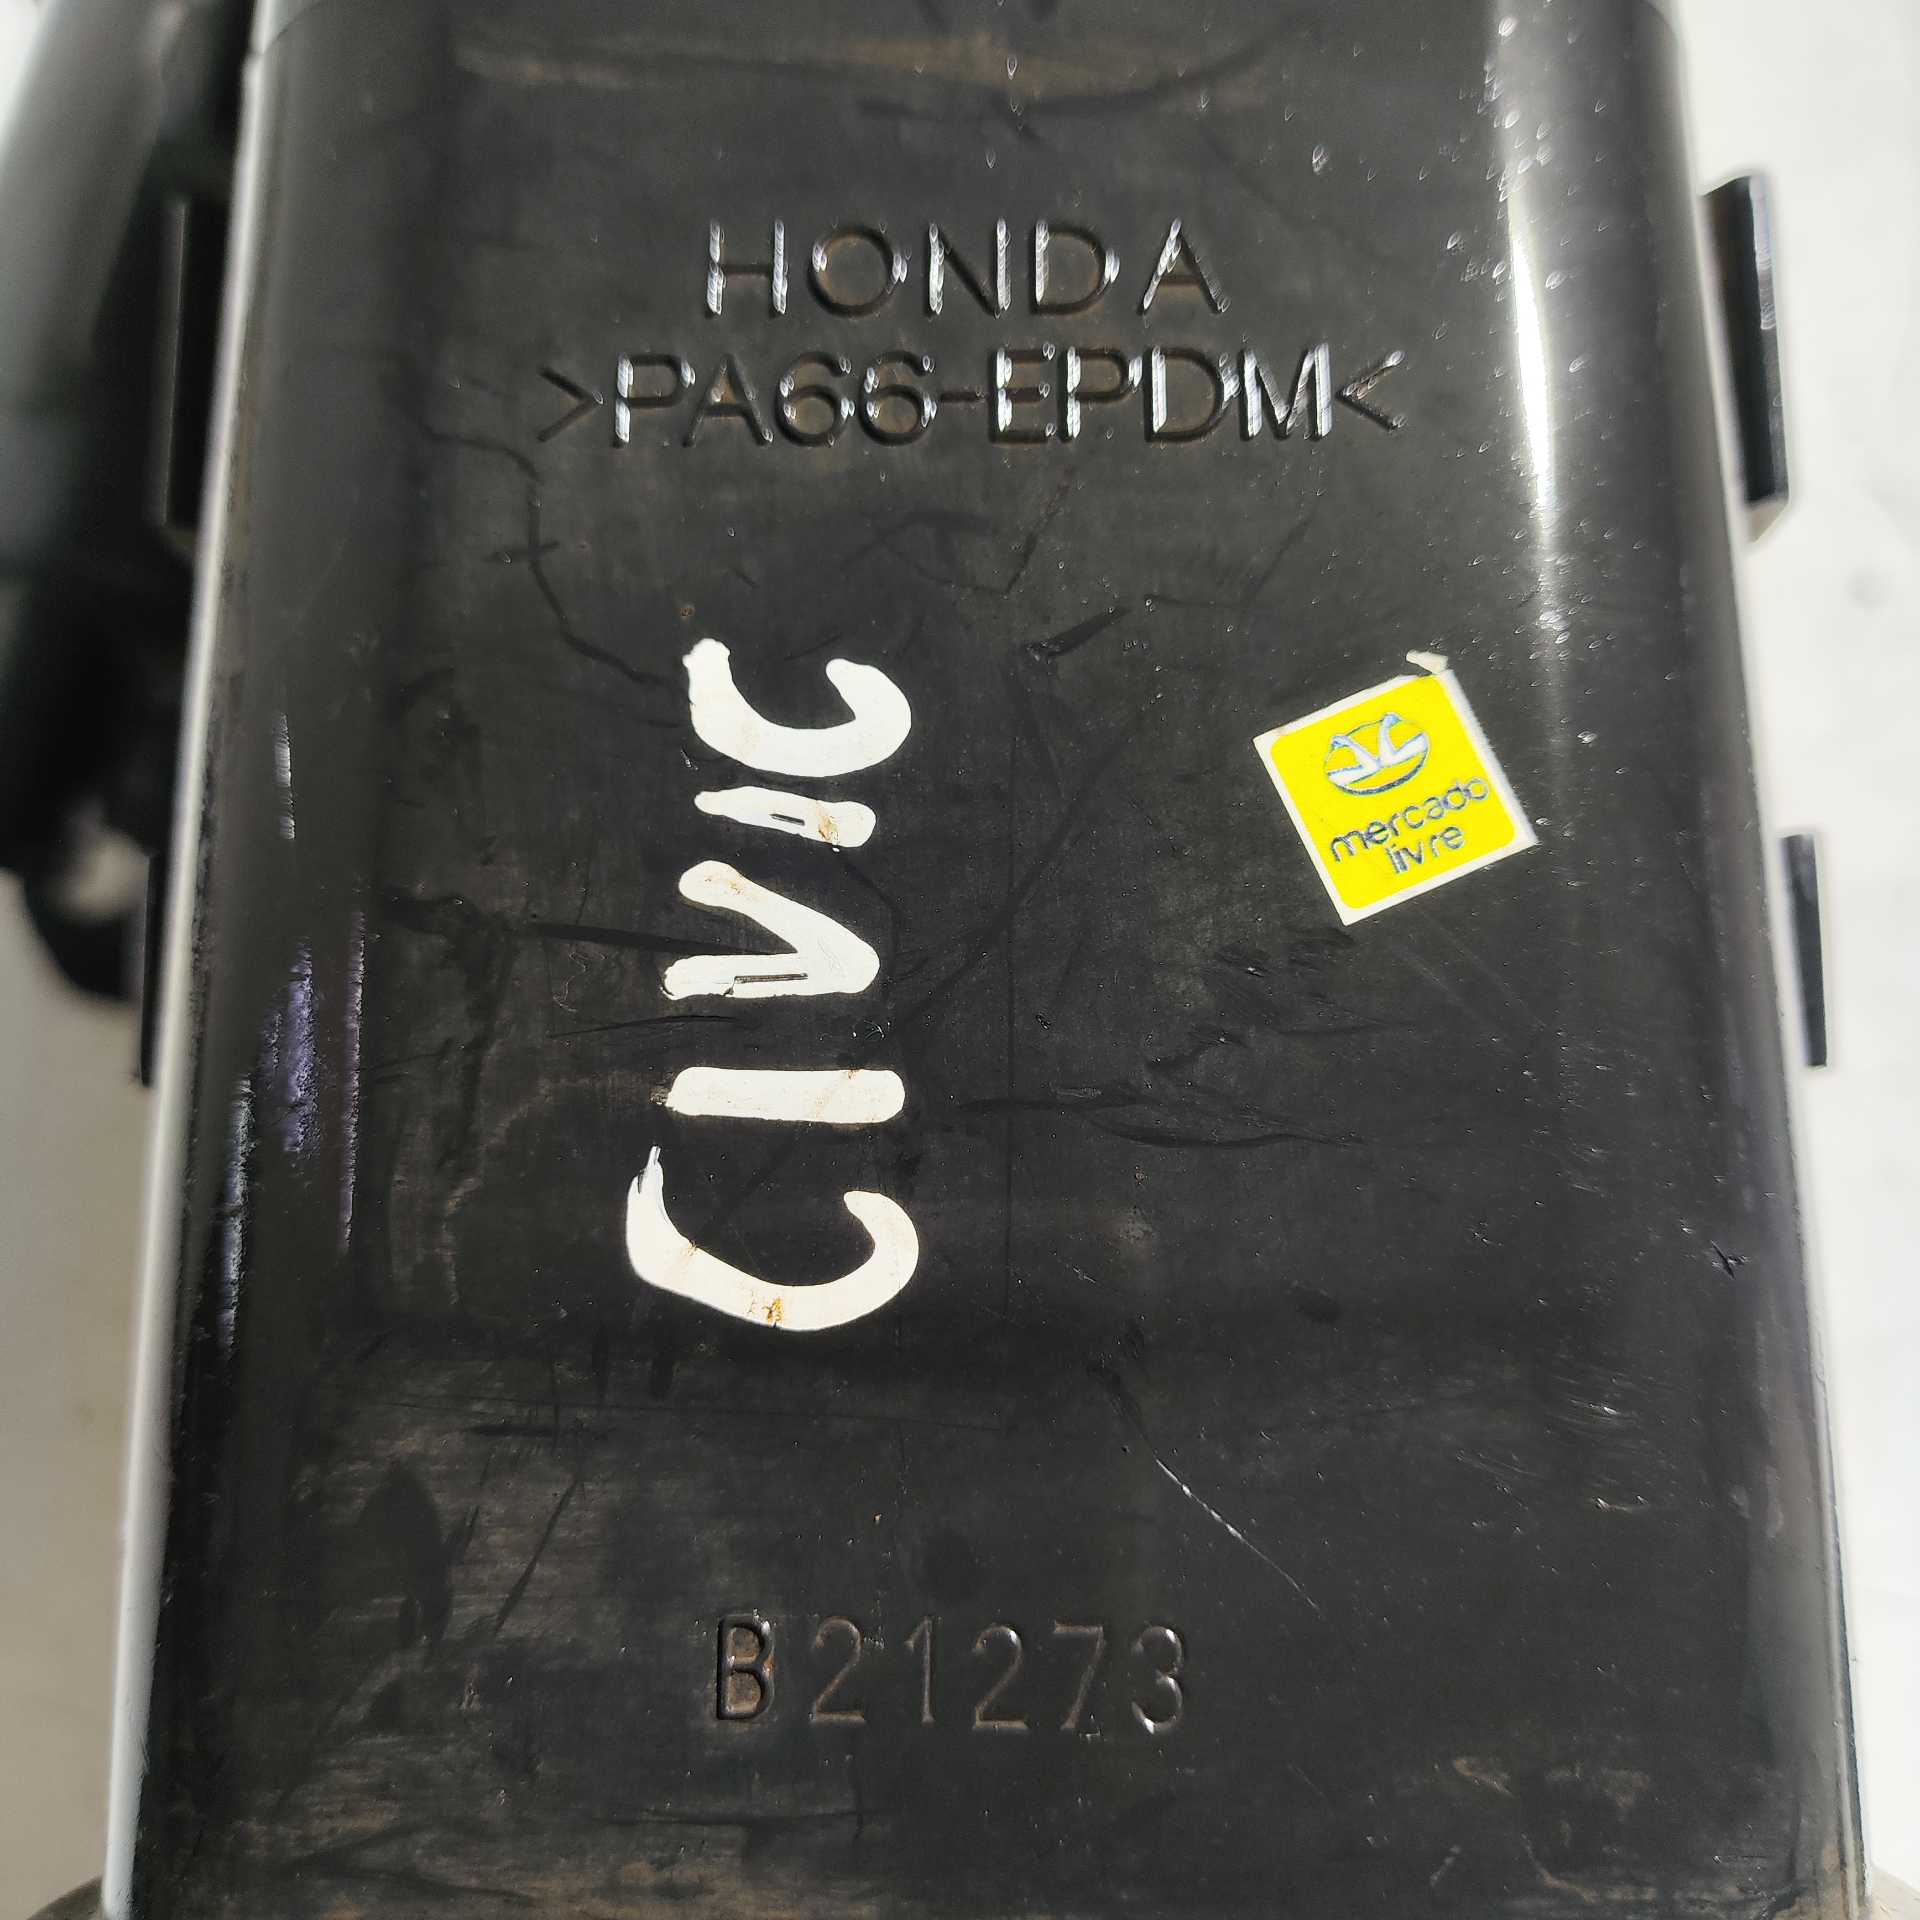 HONDA
>PA66-EPDM<
CIVIC
mercado
livre
B21273